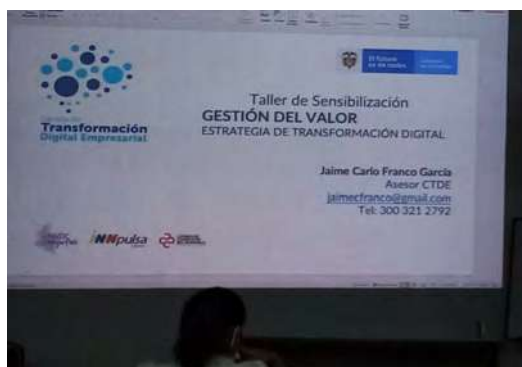 El futuro
es de todos
Taller de Sensibilización
GESTIÓN DEL VALOR
ESTRATEGIA DE TRANSFORMACIÓN DIGITAL
Transformación
Digital Empresarial
Jaime Carlo Franco García
Asesor CTDE
jaimecfranco@gmail.com
Tel: 300 321 2792
iNNpulsa